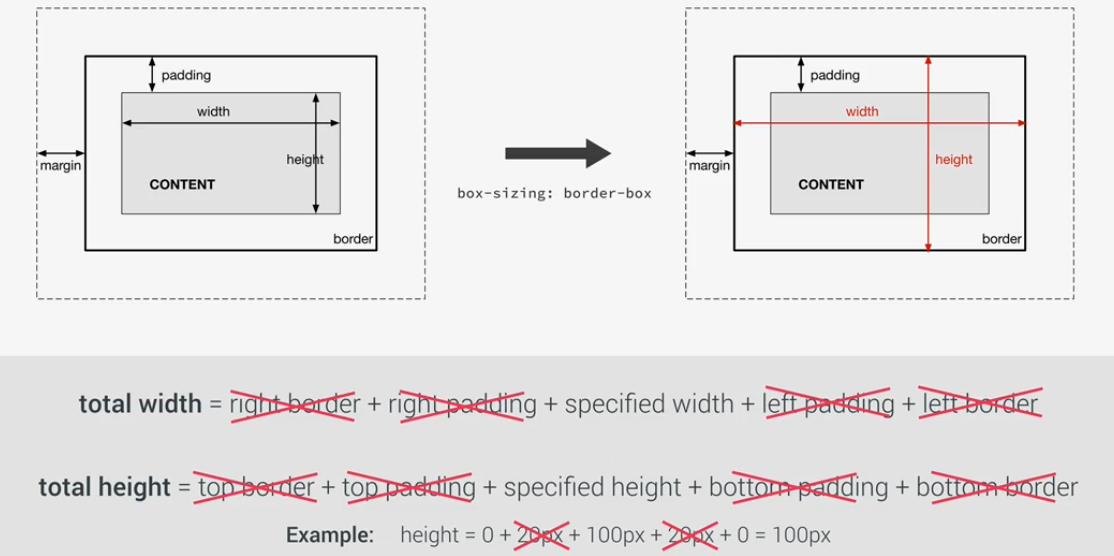 padding
width
height
margin
CONTENT
border
box-sizing: border-box
padding
width
height
margin
CONTENT
border
total width = right border + right padding + specified width + left padding + left border
total height = top border + top padding + specified height + bottom padding + bottom border
Example: height = 0 + 20px + 100px + 20px + 0 = 100px